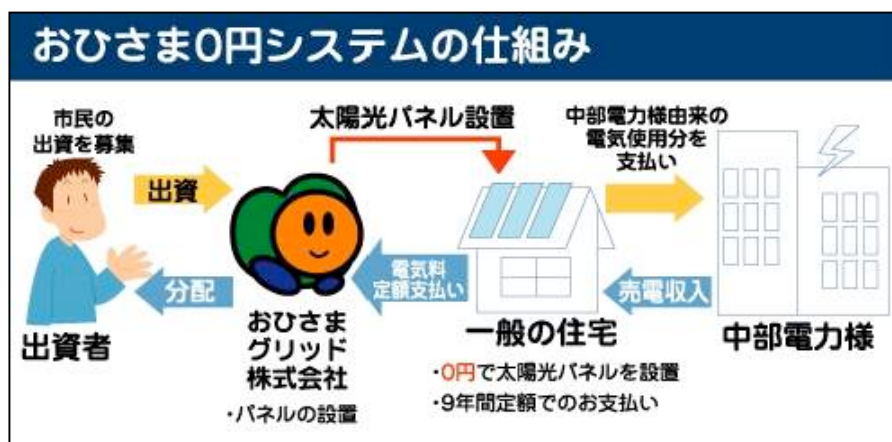 おひさま0円システムの仕組み
市民の
出資を募集
太陽光パネル設置
中部電力様由来の
電気使用分を
支払い
出資
分配
電気料
定額支払い
売電収入
出資者
おひさま
グリッド
株式会社
・パネルの設置
一般の住宅
・0円で太陽光パネルを設置
・9年間定額でのお支払い
中部電力様